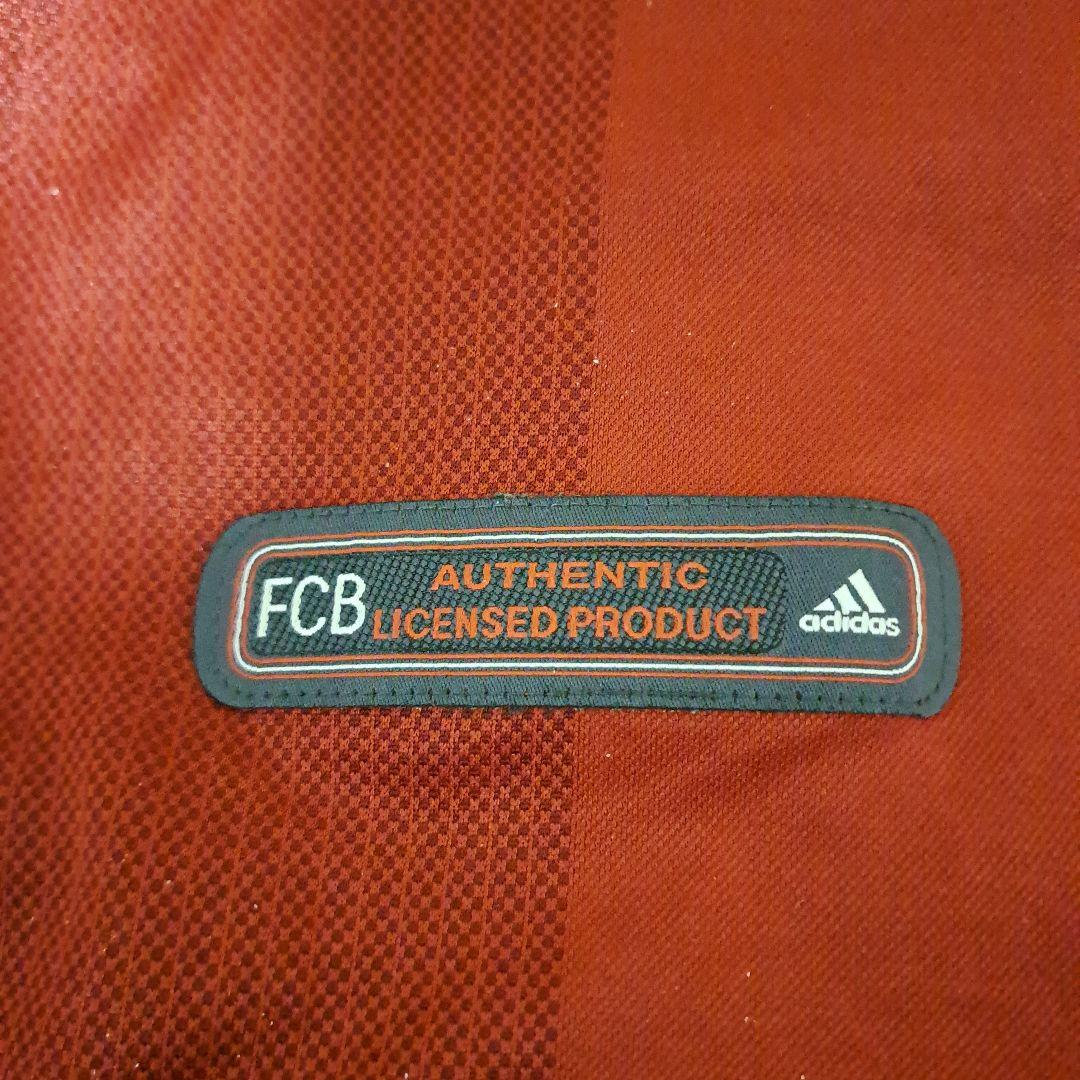 FCB
AUTHENTIC
LICENSED PRODUCT
adidas